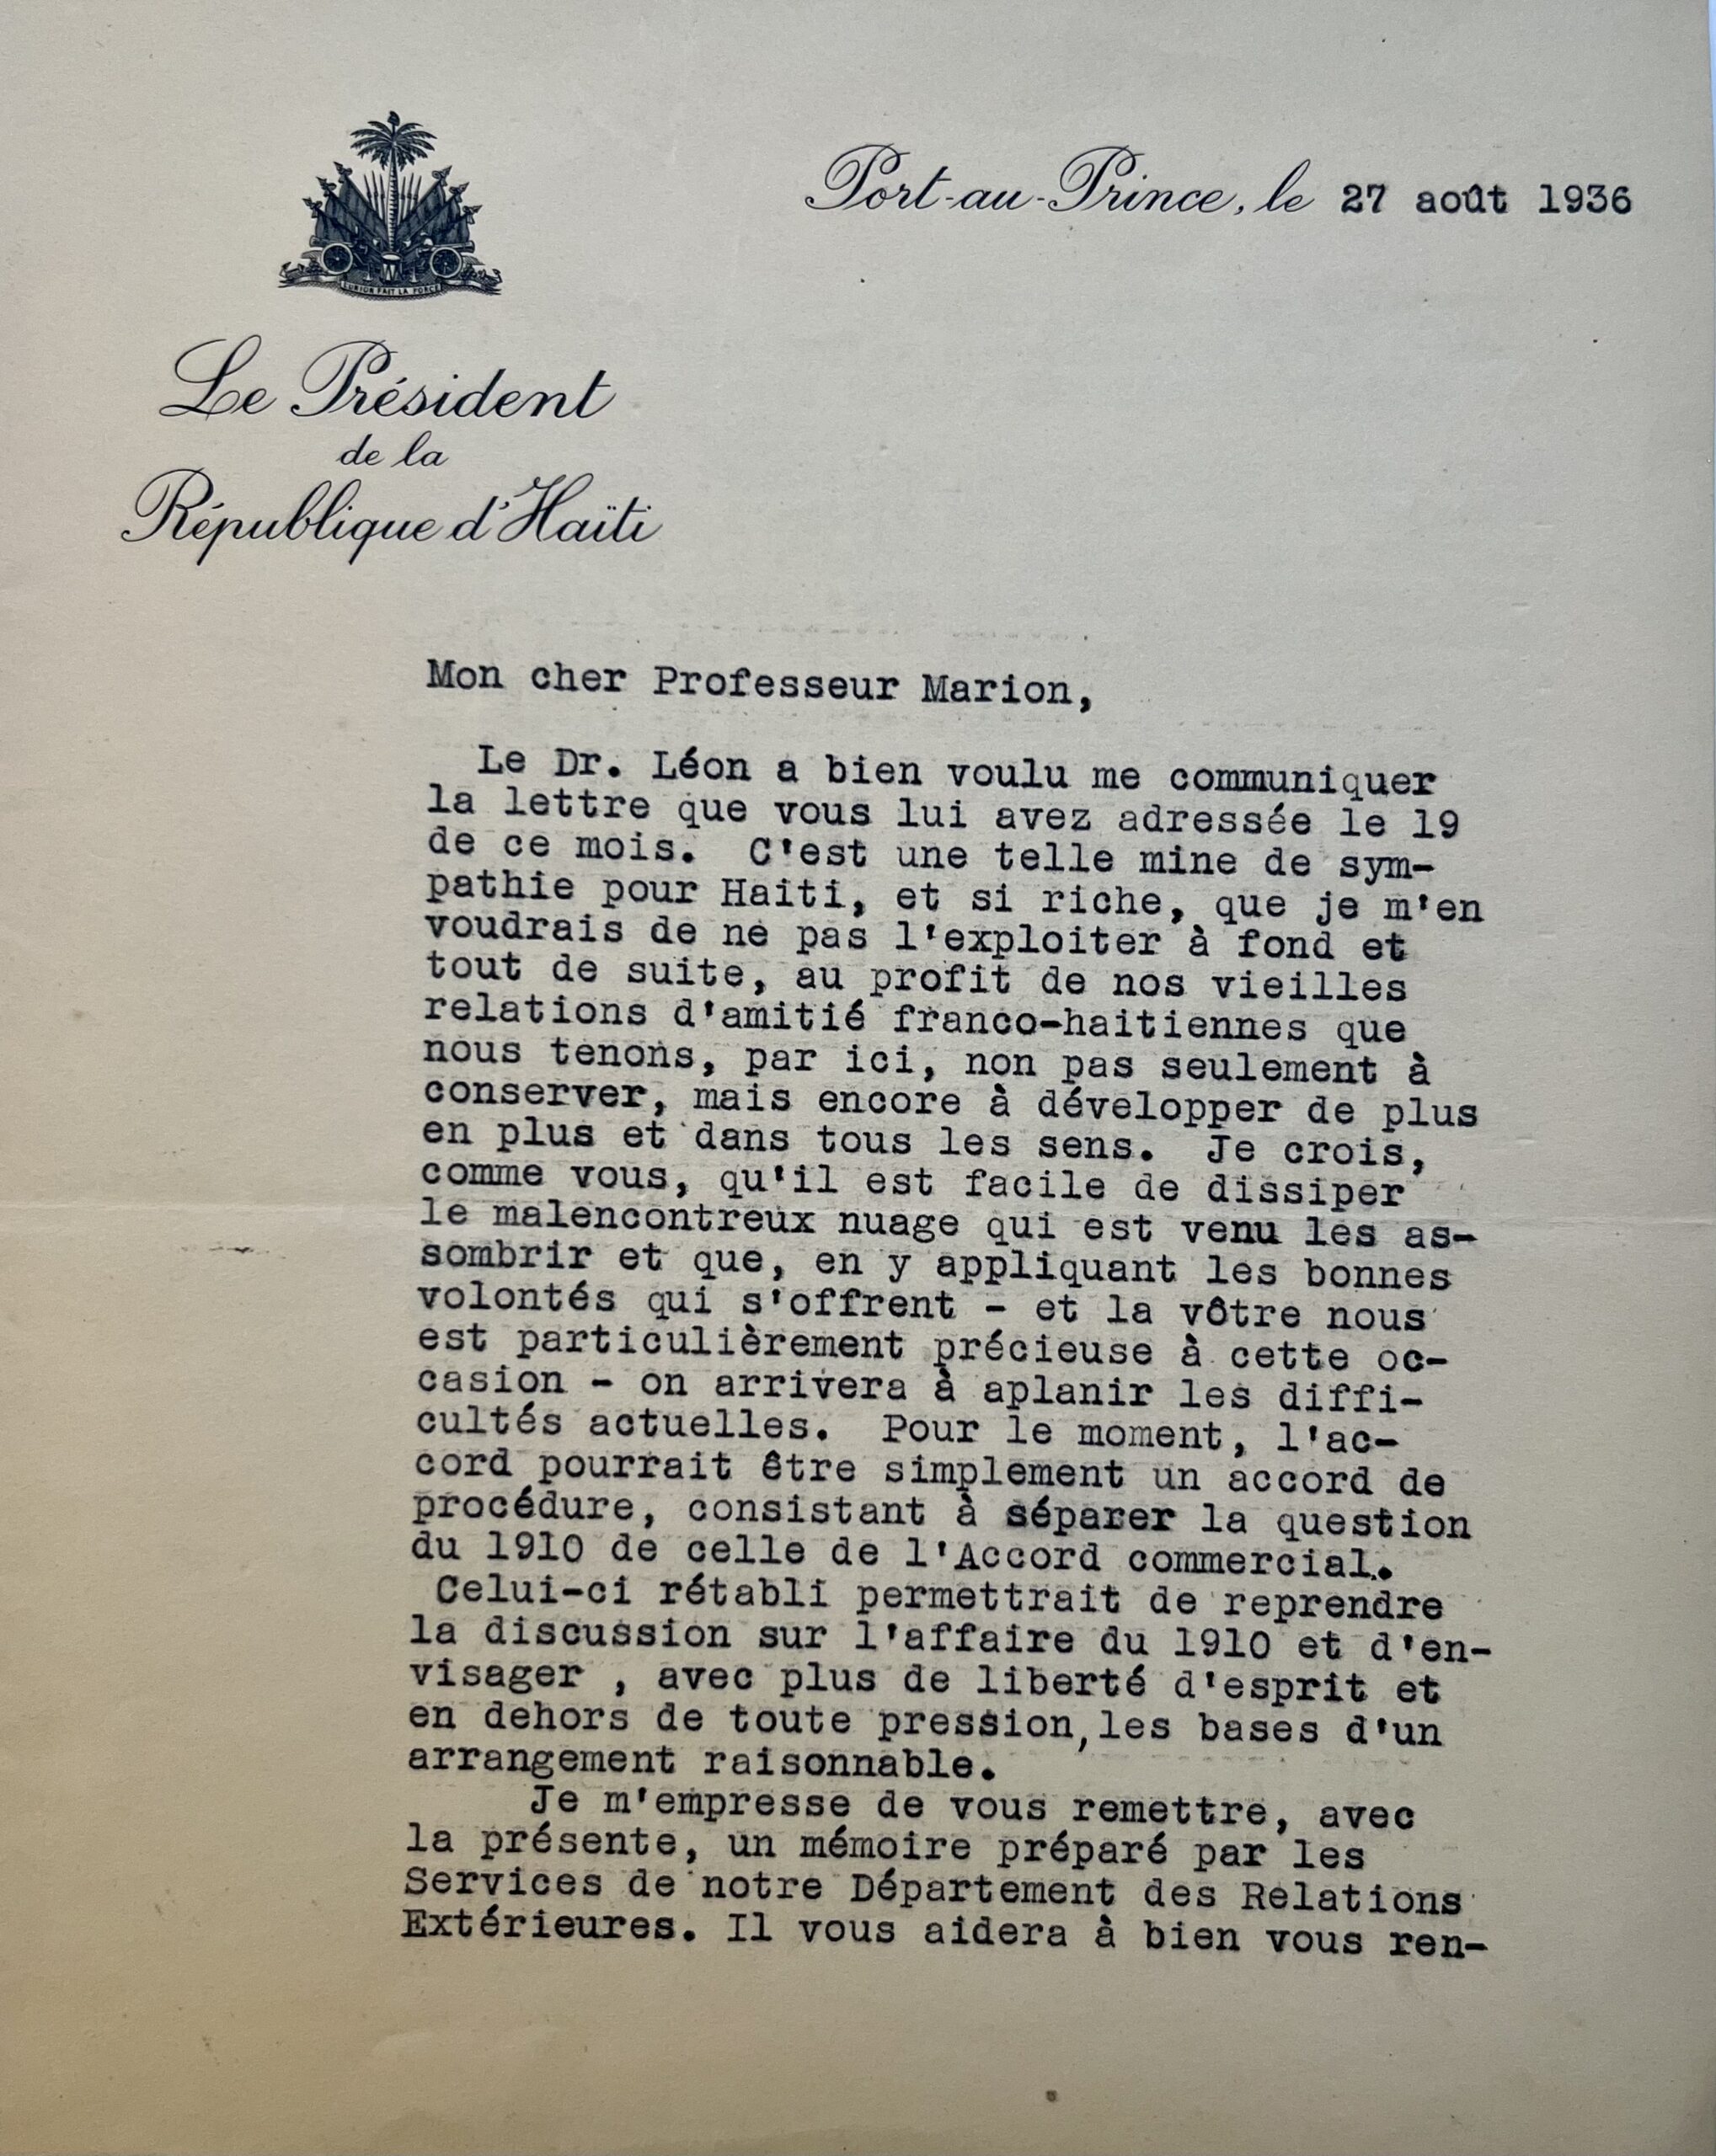 L'UNION FAIT LA FORCE
Port-au-Prince, le 27 août 1936
Le Président
de la
République d'Haïti
Mon cher Professeur Marion,
Le Dr. Léon a bien voulu me communiquer
la lettre que vous lui avez adressée le 19
de ce mois. C'est une telle mine de sym-
pathie pour Haiti, et si riche, que je m'en
voudrais de ne pas l'exploiter à fond et
tout de suite, au profit de nos vieilles
relations d'amitié franco-haitiennes que
nous tenons, par ici, non pas seulement à
conserver, mais encore à développer de plus
en plus et dans tous les sens. Je crois,
comme vous, qu'il est facile de dissiper
le malencontreux nuage qui est venu les as-
sombrir et que, en y appliquant les bonnes
volontés qui s'offrent - et la vôtre nous
est particulièrement précieuse à cette oc-
casion - on arrivera à aplanir les diffi-
cultés actuelles. Pour le moment, l'ac-
cord pourrait être simplement un accord de
procédure, consistant à séparer la question
du 1910 de celle de l'Accord commercial.
Celui-ci rétabli permettrait de reprendre
la discussion sur l'affaire du 1910 et d'en-
visager , avec plus de liberté d'esprit et
en dehors de toute pression, les bases d'un
arrangement raisonnable.
Je m'empresse de vous remettre, avec
la présente, un mémoire préparé par les
Services de notre Département des Relations
Extérieures. Il vous aidera à bien vous ren-